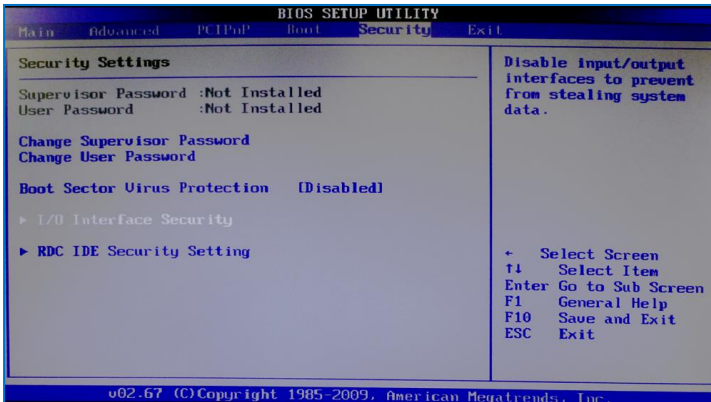 BIOS SETUP UTILITY
Main Advanced PCIPnP Boot Security Exit
Security Settings
Supervisor Password :Not Installed
User Password :Not Installed
Change Supervisor Password
Change User Password
Boot Sector Virus Protection [Disabled]
► I/O Interface Security
► RDC IDE Security Setting
Disable input/output
interfaces to prevent
from stealing system
data.
← Select Screen
↑↓ Select Item
Enter Go to Sub Screen
F1 General Help
F10 Save and Exit
ESC Exit
v02.67 (C)Copyright 1985-2009, American Megatrends, Inc.